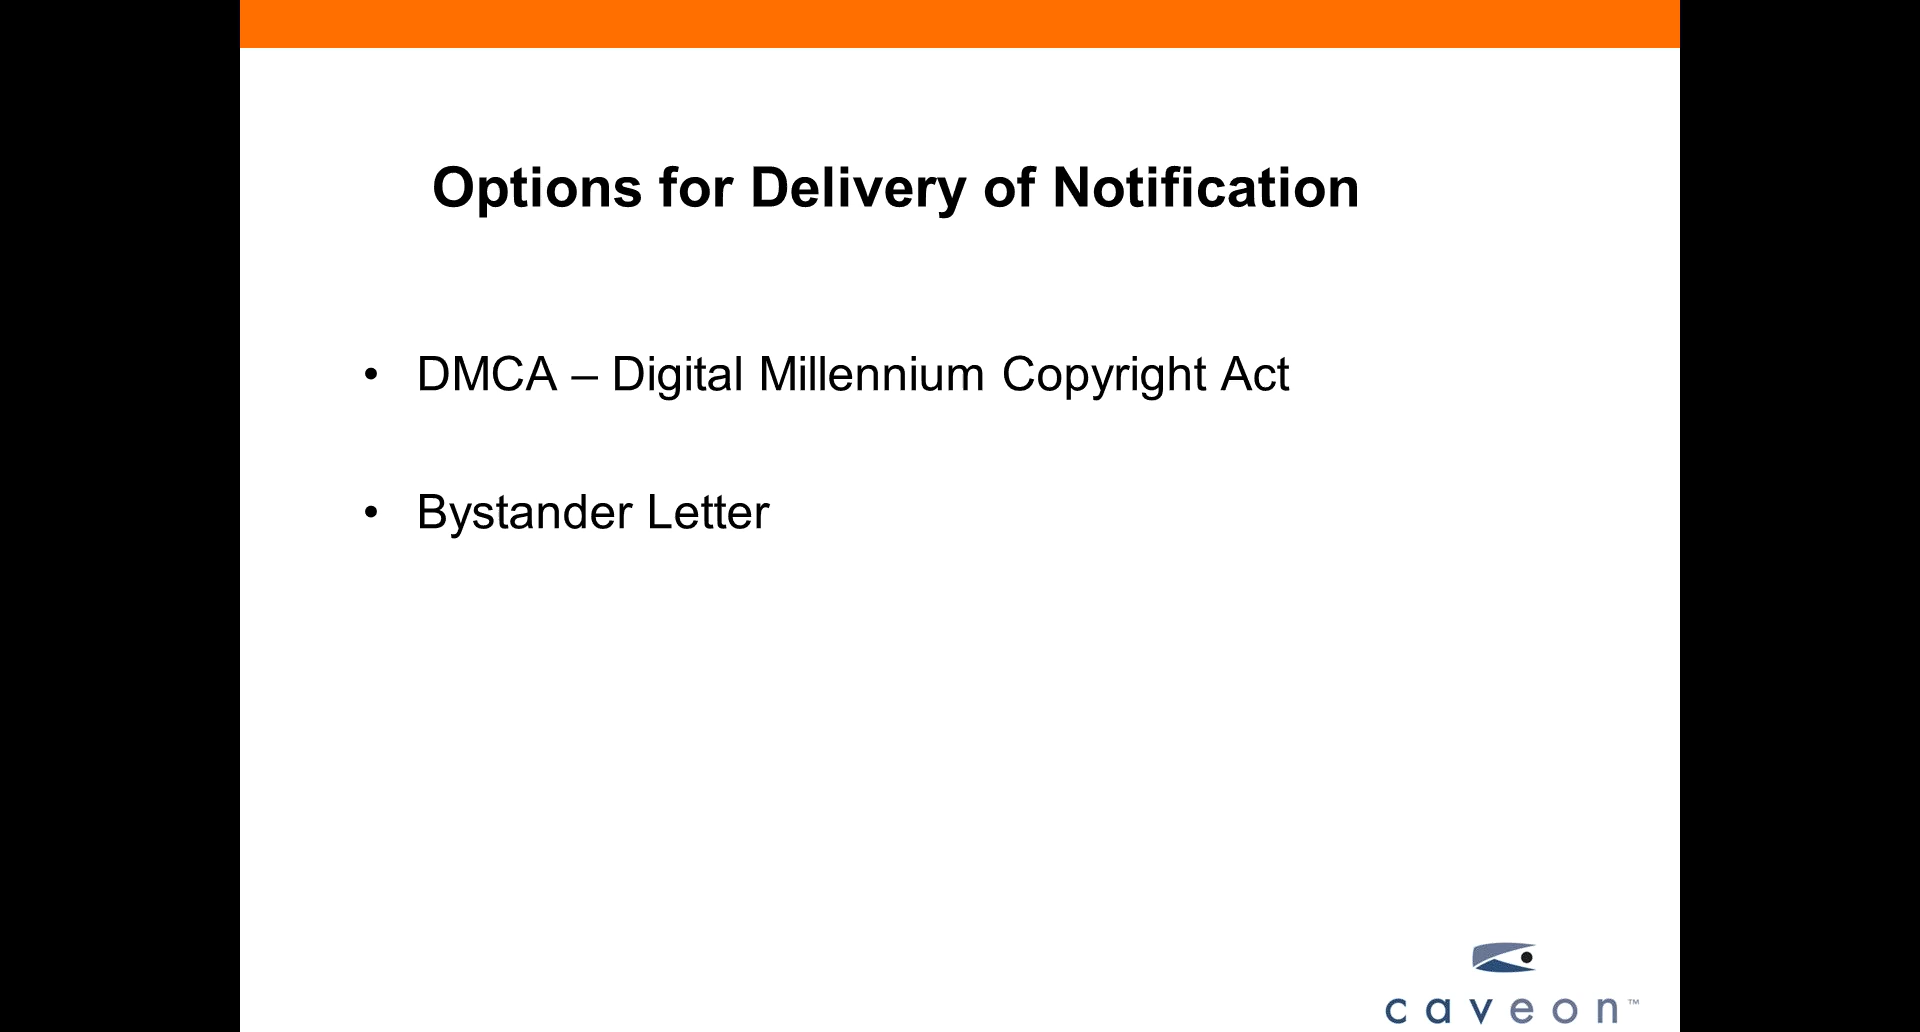 Options for Delivery of Notification
• DMCA – Digital Millennium Copyright Act
• Bystander Letter
caveon™